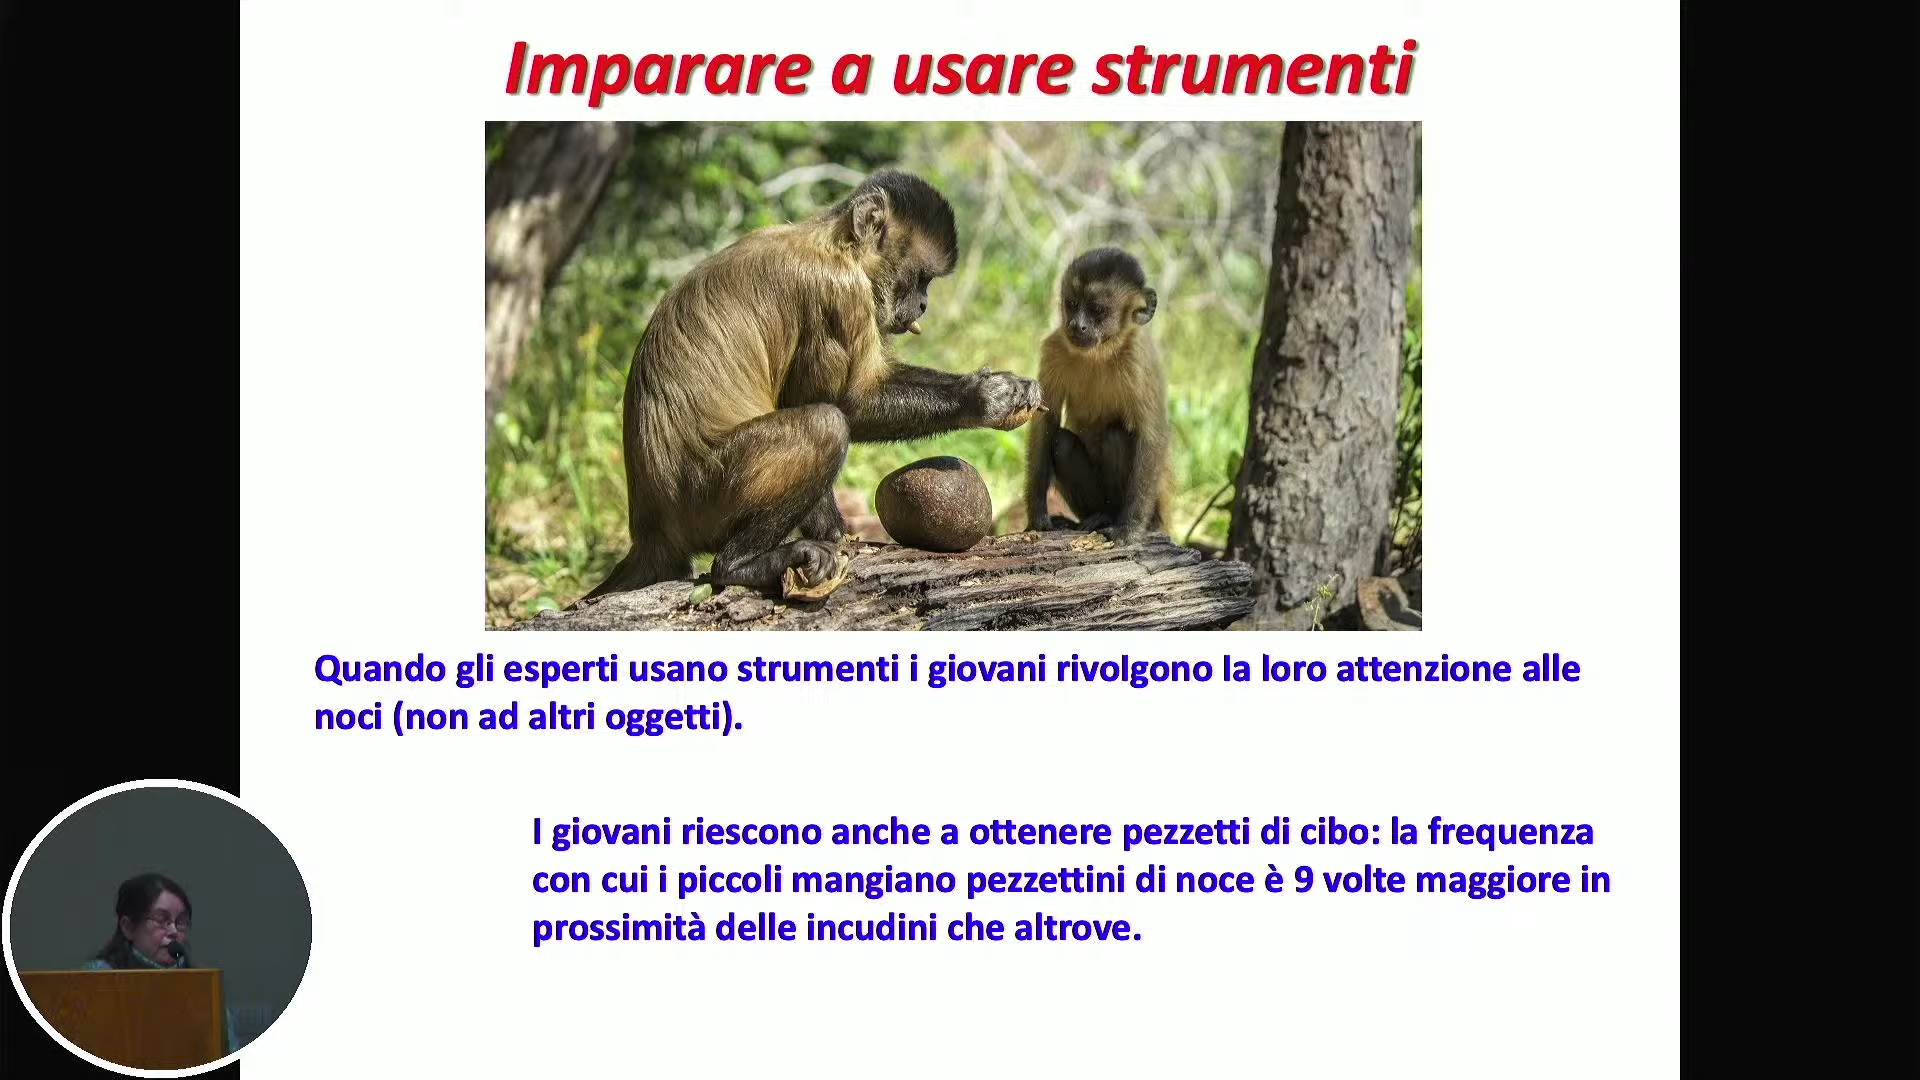 Imparare a usare strumenti
Quando gli esperti usano strumenti i giovani rivolgono la loro attenzione alle
noci (non ad altri oggetti).
I giovani riescono anche a ottenere pezzetti di cibo: la frequenza
con cui i piccoli mangiano pezzettini di noce è 9 volte maggiore in
prossimità delle incudini che altrove.